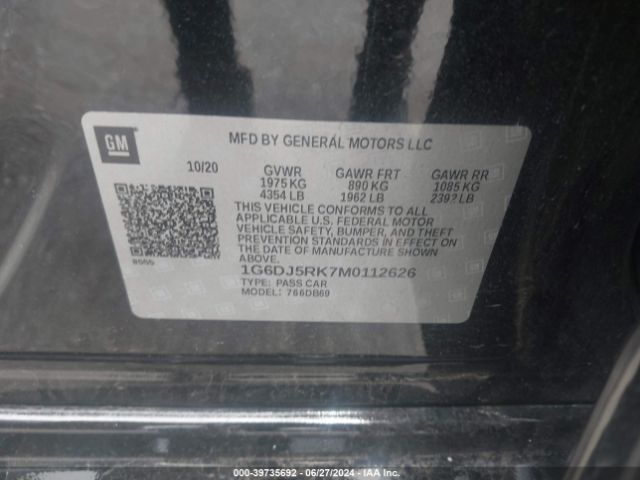 GM
MFD BY GENERAL MOTORS LLC
10/20 GVWR GAWR FRT GAWR RR
1975 KG 890 KG 1085 KG
4354 LB 1962 LB 2392 LB
THIS VEHICLE CONFORMS TO ALL
APPLICABLE U.S. FEDERAL MOTOR
VEHICLE SAFETY, BUMPER, AND THEFT
PREVENTION STANDARDS IN EFFECT ON
THE DATE OF MANUFACTURE SHOWN
ABOVE.
1G6DJ5RK7M0112626
TYPE: PASS CAR
MODEL: 766DB69
000-39735692 - 06/27/2024 - IAA Inc.